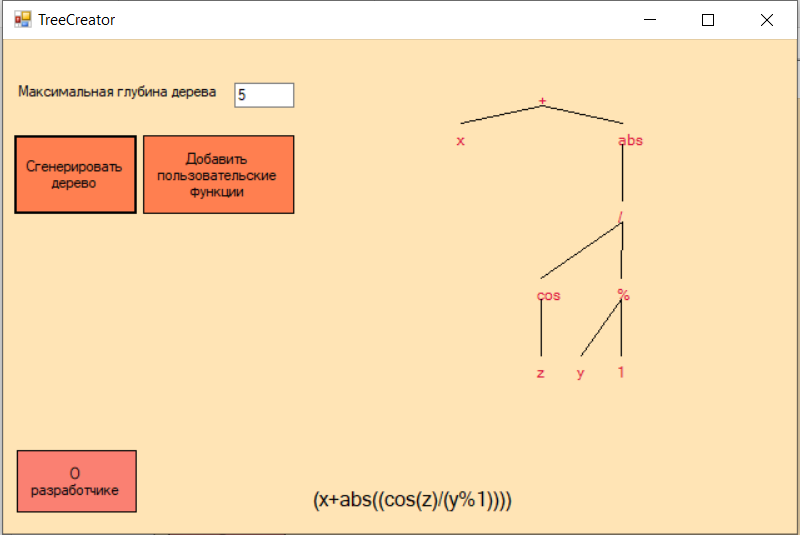 TreeCreator
Максимальная глубина дерева 5
Сгенерировать
дерево
Добавить
пользовательские
функции
+
x abs
/
cos %
z y 1
О
разработчике
(x+abs((cos(z)/(y%1))))